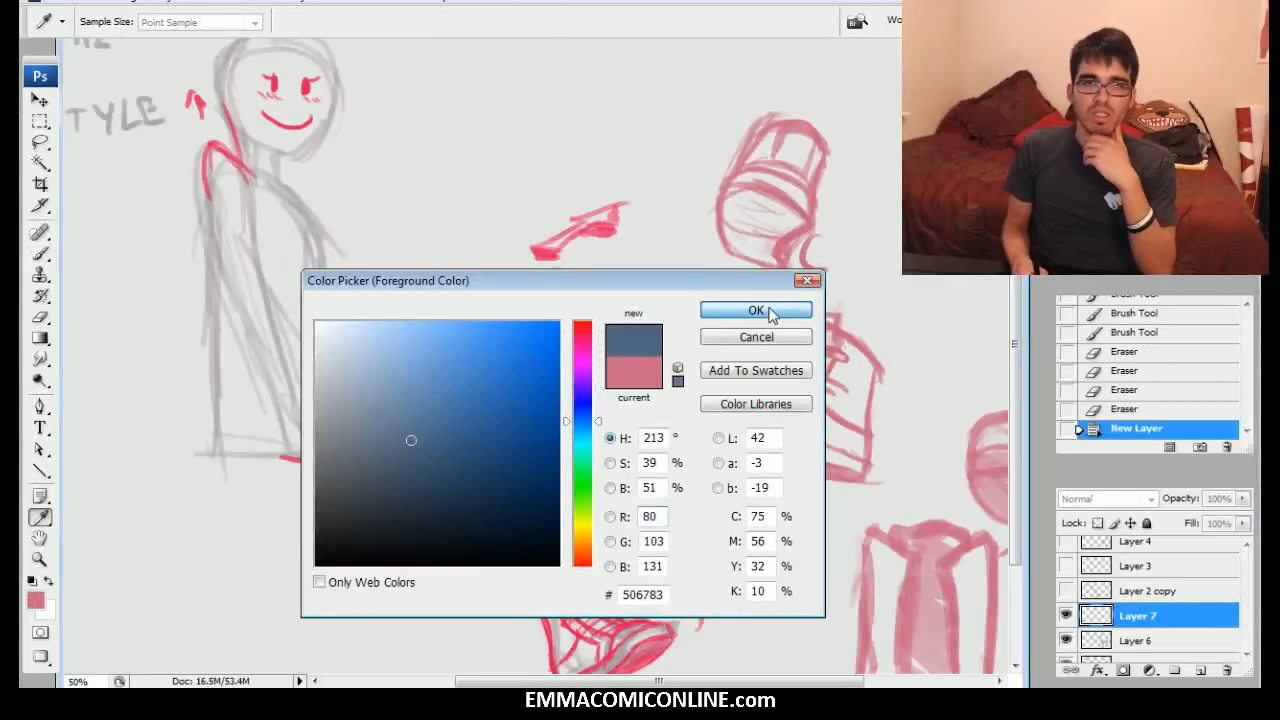 Sample Size: Point Sample
Ps
TYLE
Color Picker (Foreground Color)
new
current
OK
Cancel
Add To Swatches
Color Libraries
H: 213 °
S: 39 %
B: 51 %
R: 80
G: 103
B: 131
# 506783
L: 42
a: -3
b: -19
C: 75 %
M: 56 %
Y: 32 %
K: 10 %
Only Web Colors
Brush Tool
Brush Tool
Eraser
Eraser
Eraser
Eraser
New Layer
Normal Opacity: 100%
Lock: Fill: 100%
Layer 4
Layer 3
Layer 2 copy
Layer 7
Layer 6
50% Doc: 16.5M/53.4M
EMMACOMICONLINE.com